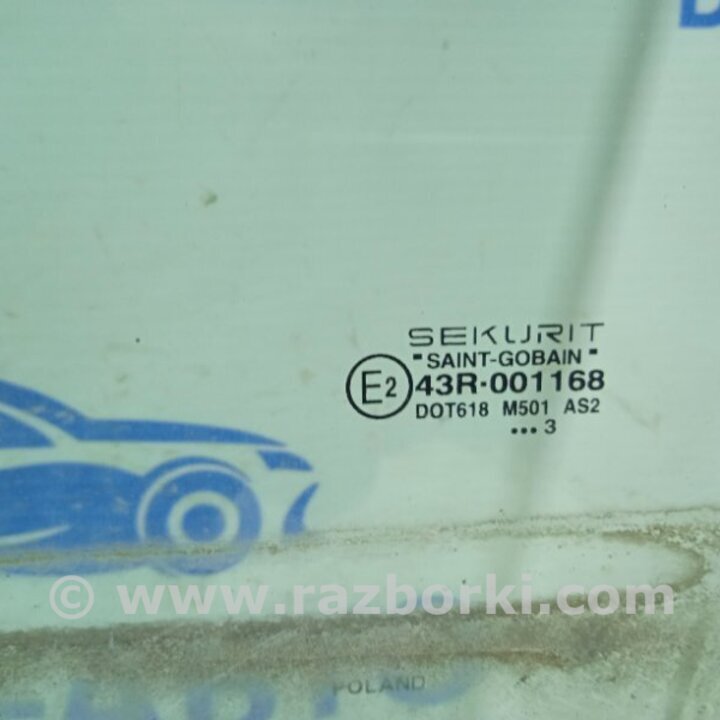 SEKURIT
"SAINT-GOBAIN"
E2 43R-001168
DOT618 M501 AS2
... 3
© www.razborki.com
POLAND